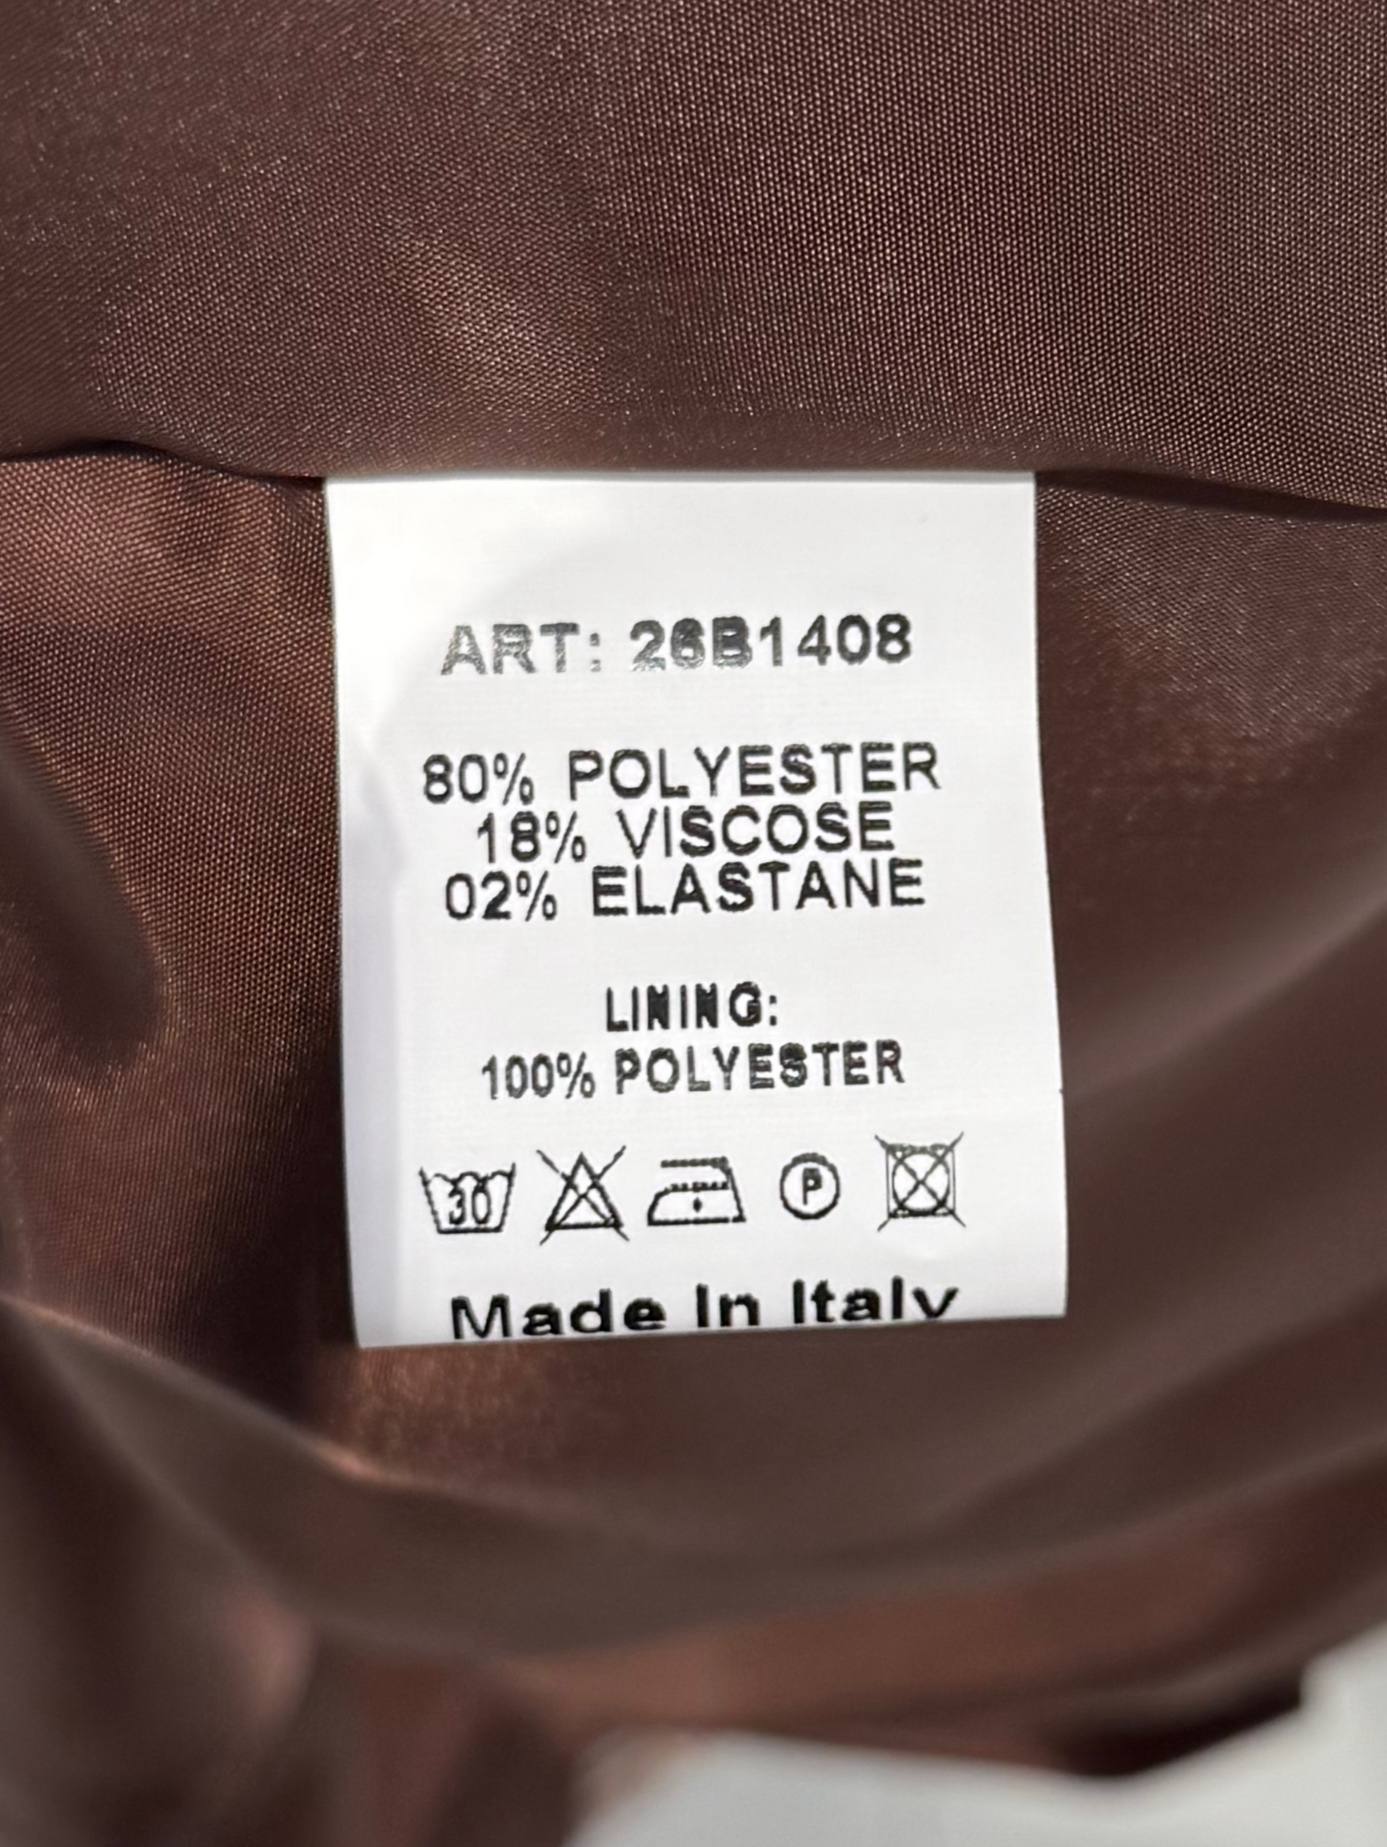 ART: 26B1408
80% POLYESTER
18% VISCOSE
02% ELASTANE
LINING:
100% POLYESTER
30 P
Made In Italy